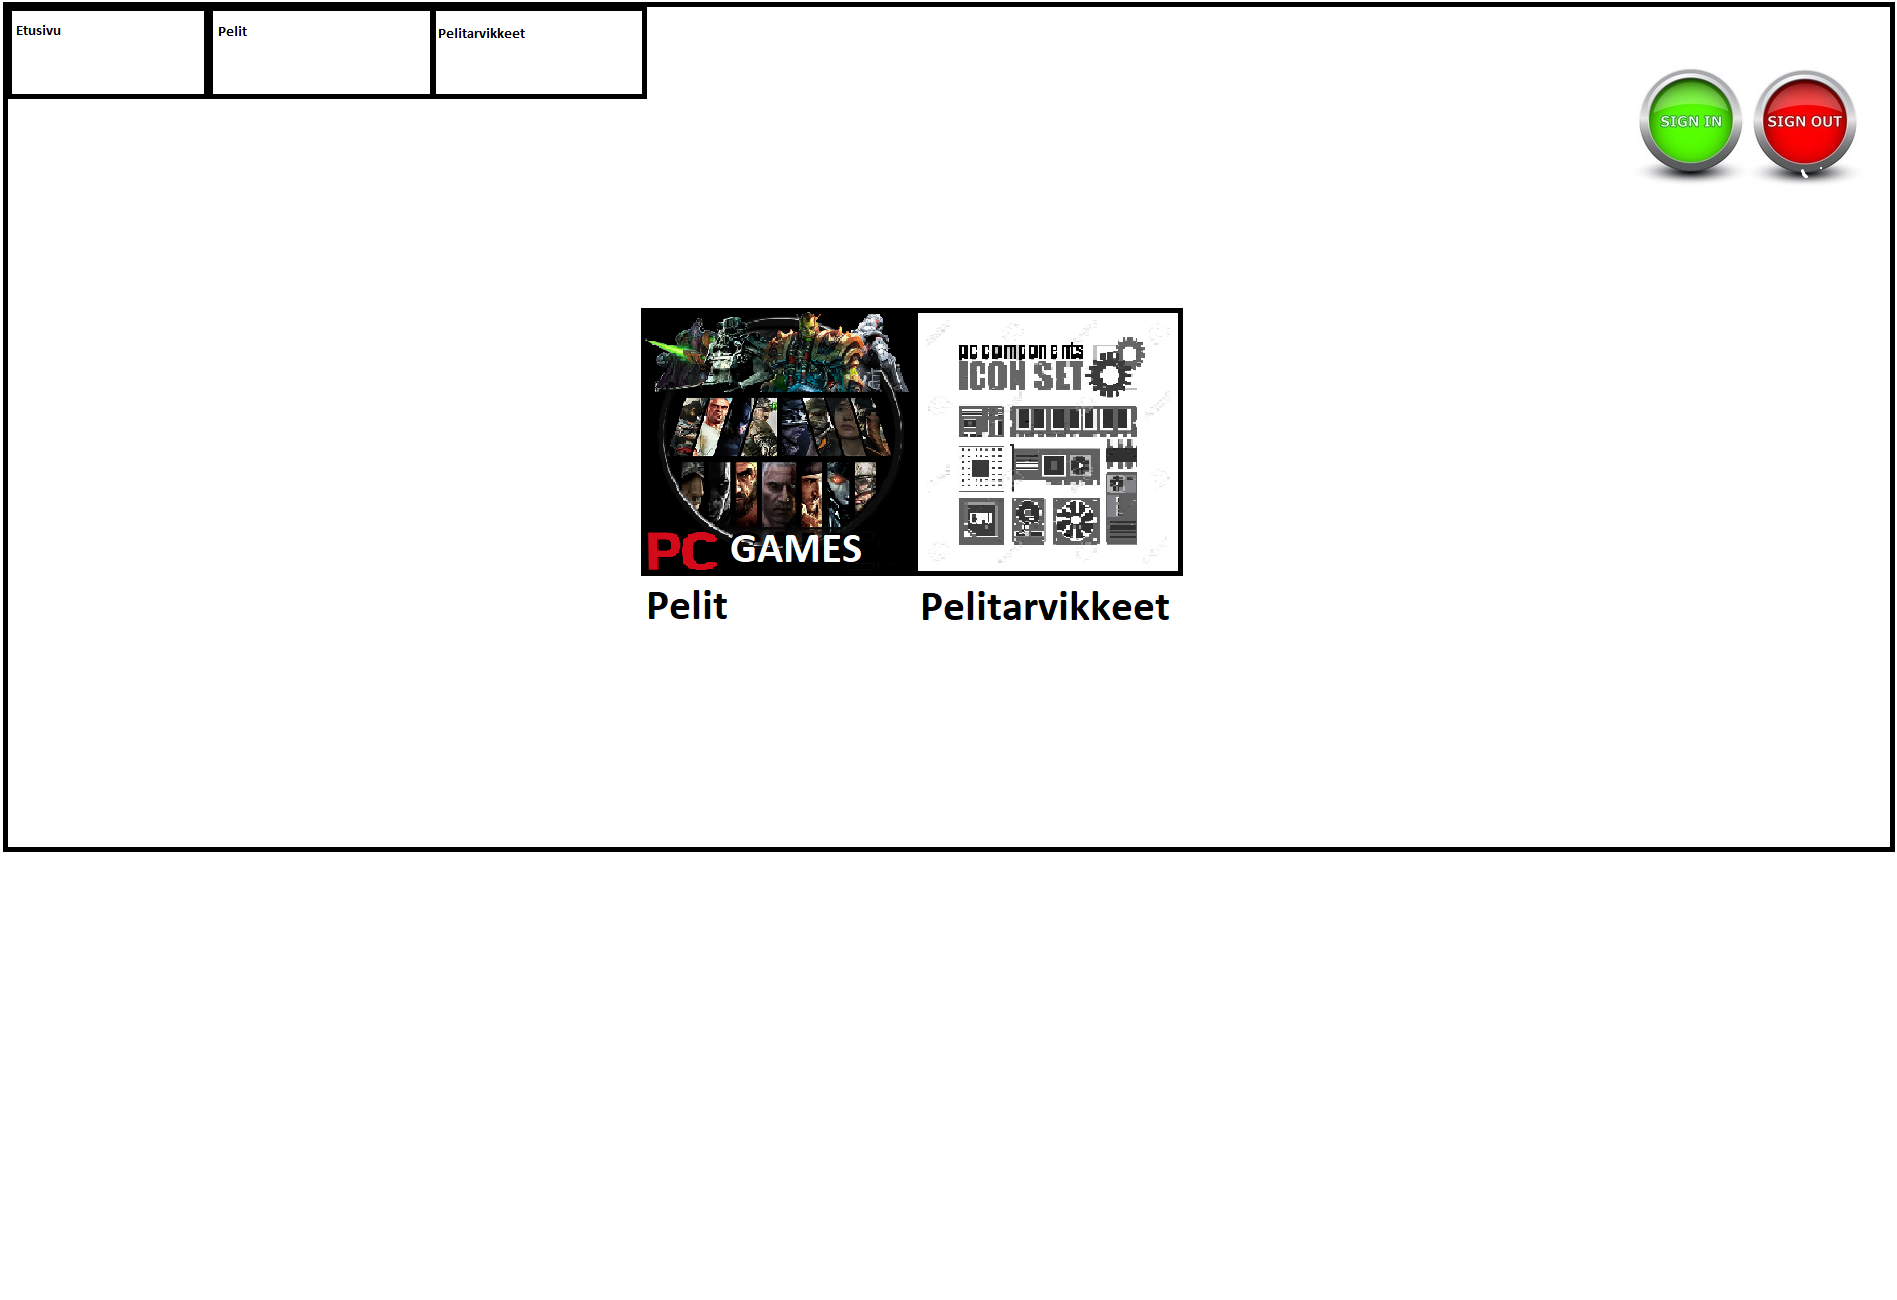 Etusivu
Pelit
Pelitarvikkeet
SIGN IN
SIGN OUT
pc components
ICON SET
PC GAMES
Pelit
Pelitarvikkeet